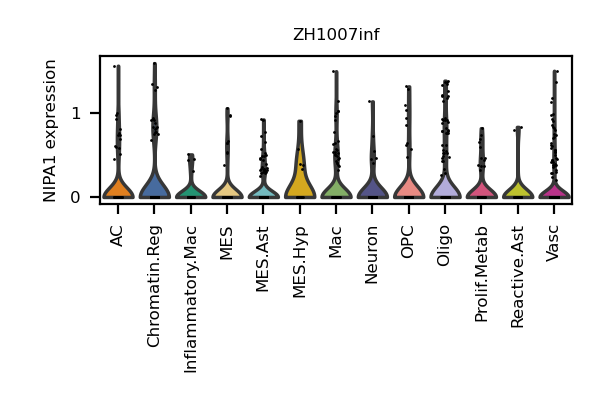 ZH1007inf
NIPA1 expression
1
0
AC
Chromatin.Reg
Inflammatory.Mac
MES
MES.Ast
MES.Hyp
Mac
Neuron
OPC
Oligo
Prolif.Metab
Reactive.Ast
Vasc